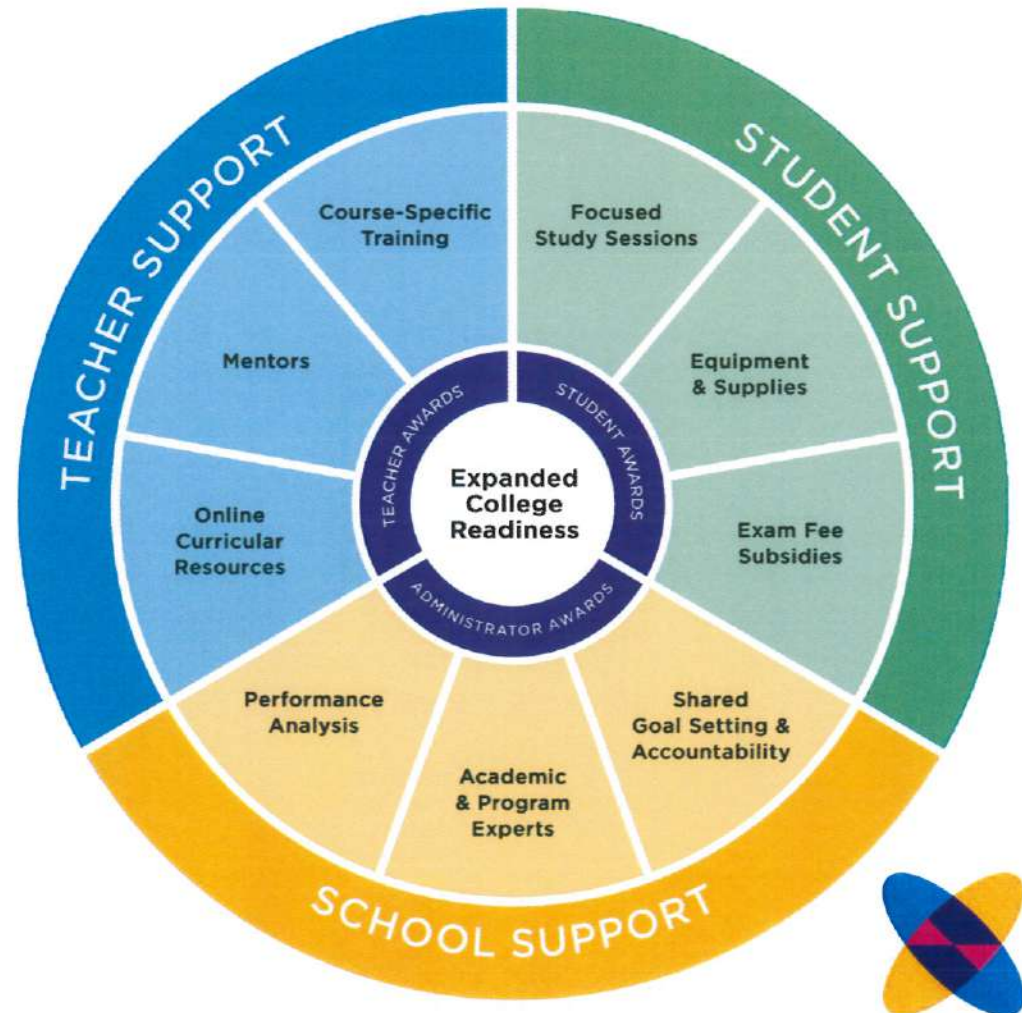 TEACHER SUPPORT
STUDENT SUPPORT
Course-Specific
Training
Focused
Study Sessions
Mentors
Equipment
& Supplies
TEACHER AWARDS
STUDENT AWARDS
Expanded
College
Readiness
Online
Curricular
Resources
Exam Fee
Subsidies
ADMINISTRATOR AWARDS
Performance
Analysis
Shared
Goal Setting &
Accountability
Academic
& Program
Experts
SCHOOL SUPPORT